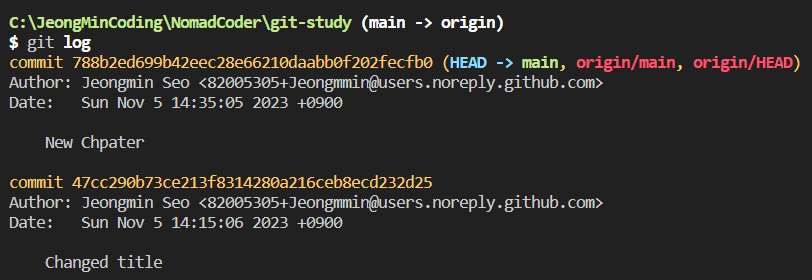 C:\JeongMinCoding\NomadCoder\git-study (main -> origin)
$ git log
commit 788b2ed699b42eec28e66210daabb0f202fecfb0 (HEAD -> main, origin/main, origin/HEAD)
Author: Jeongmin Seo <82005305+Jeongmmin@users.noreply.github.com>
Date:   Sun Nov 5 14:35:05 2023 +0900
    New Chpater
commit 47cc290b73ce213f8314280a216ceb8ecd232d25
Author: Jeongmin Seo <82005305+Jeongmmin@users.noreply.github.com>
Date:   Sun Nov 5 14:15:06 2023 +0900
    Changed title